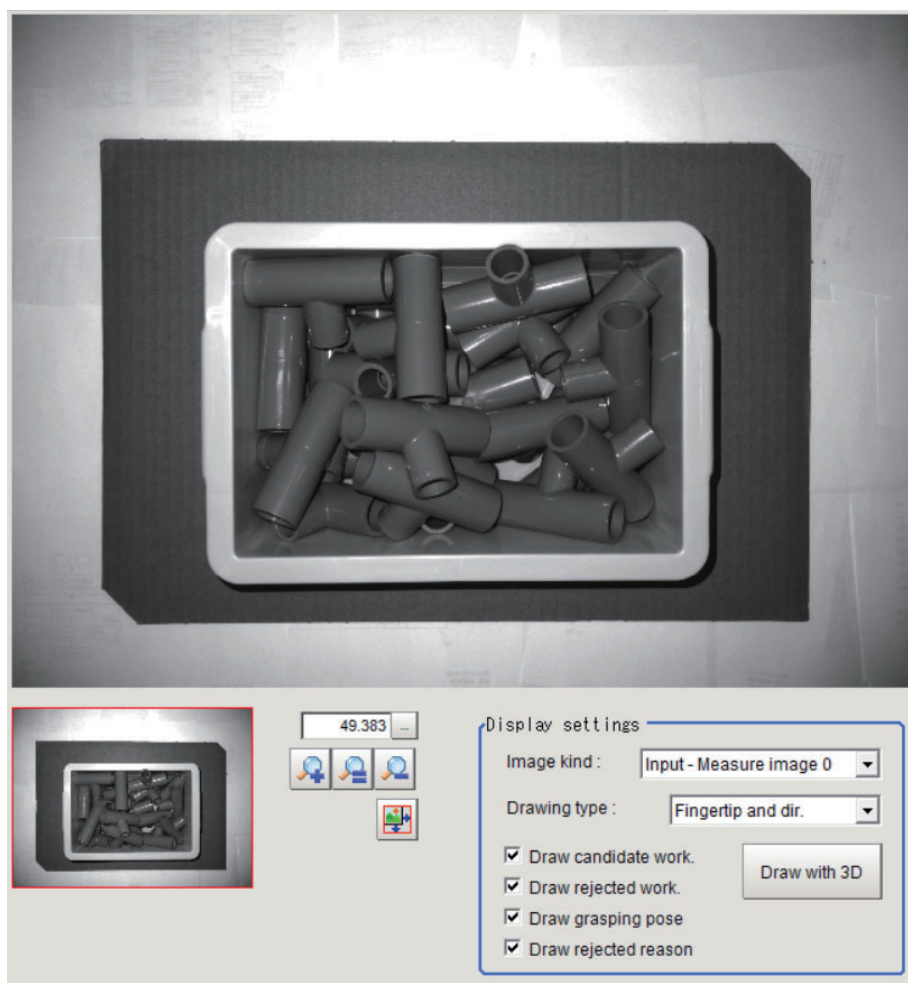 49.383 ...
Display settings
Image kind :
Input - Measure image 0
Drawing type :
Fingertip and dir.
Draw candidate work.
Draw rejected work.
Draw grasping pose
Draw rejected reason
Draw with 3D